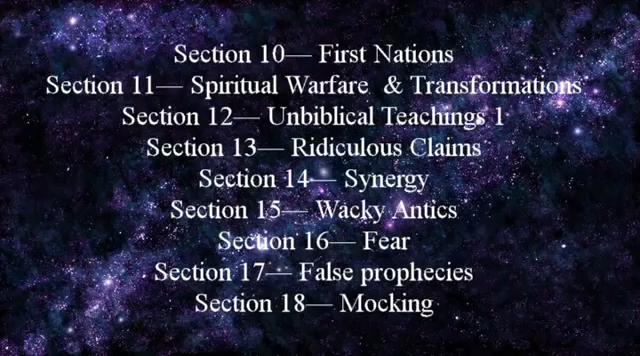 Section 10— First Nations
Section 11— Spiritual Warfare & Transformations
Section 12— Unbiblical Teachings 1
Section 13— Ridiculous Claims
Section 14— Synergy
Section 15— Wacky Antics
Section 16— Fear
Section 17— False prophecies
Section 18— Mocking